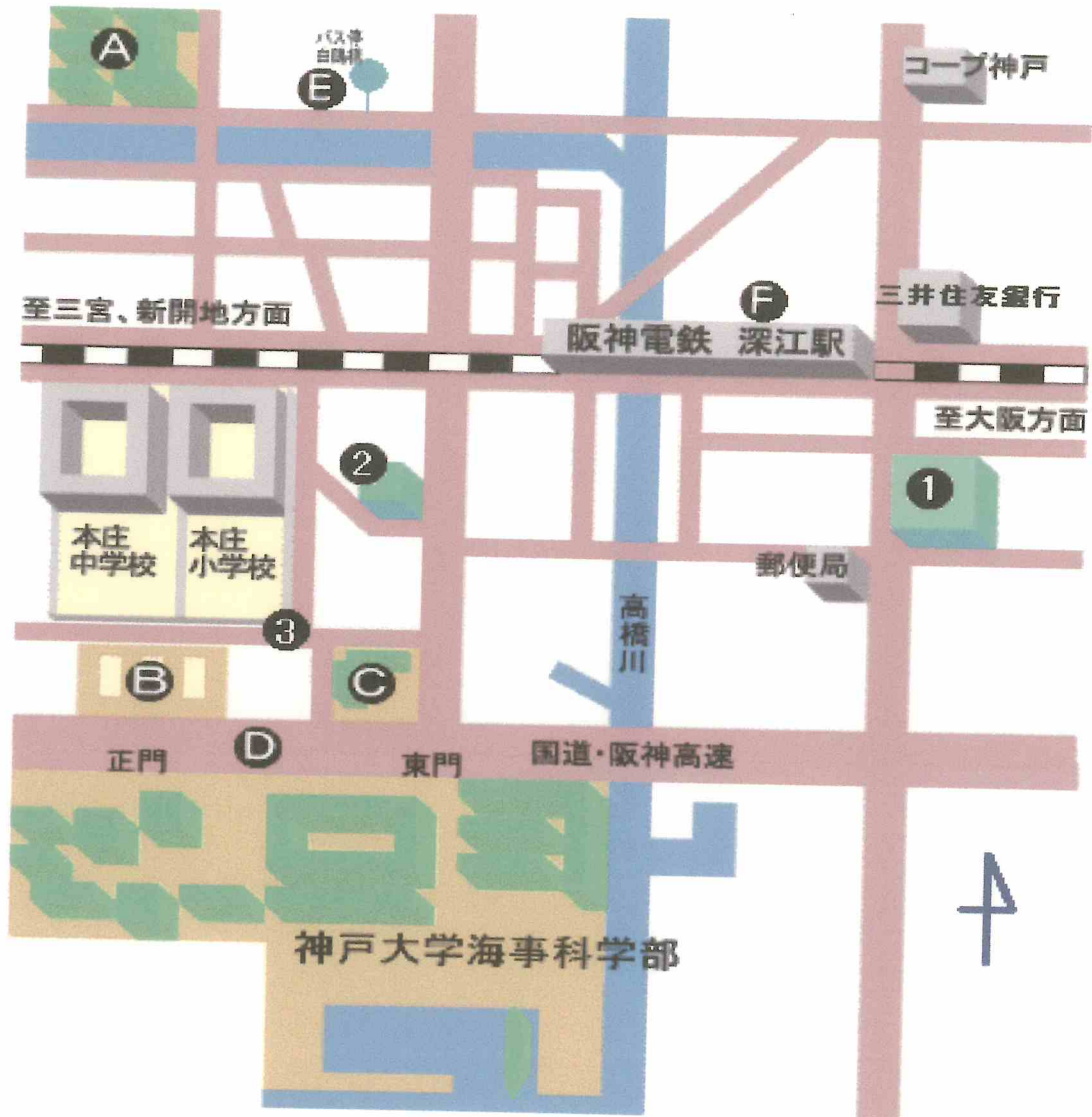 A
バス停
E
コープ神戸
F
三井住友銀行
至三宮、新開地方面
阪神電鉄 深江駅
至大阪方面
2
1
本庄
中学校
本庄
小学校
郵便局
高橋川
3
B
C
D
正門
東門
国道・阪神高速
神戸大学海事科学部